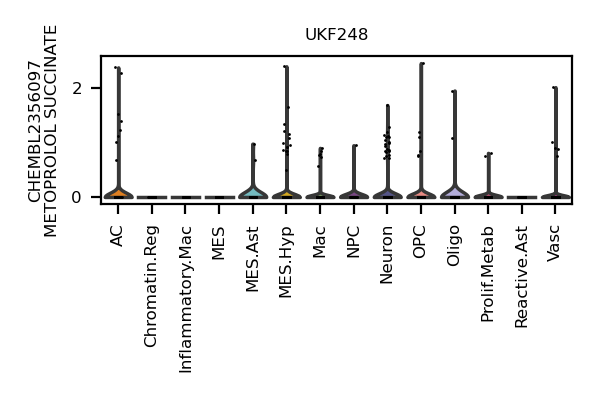 UKF248
CHEMBL2356097
METOPROLOL SUCCINATE
2
0
AC
Chromatin.Reg
Inflammatory.Mac
MES
MES.Ast
MES.Hyp
Mac
NPC
Neuron
OPC
Oligo
Prolif.Metab
Reactive.Ast
Vasc